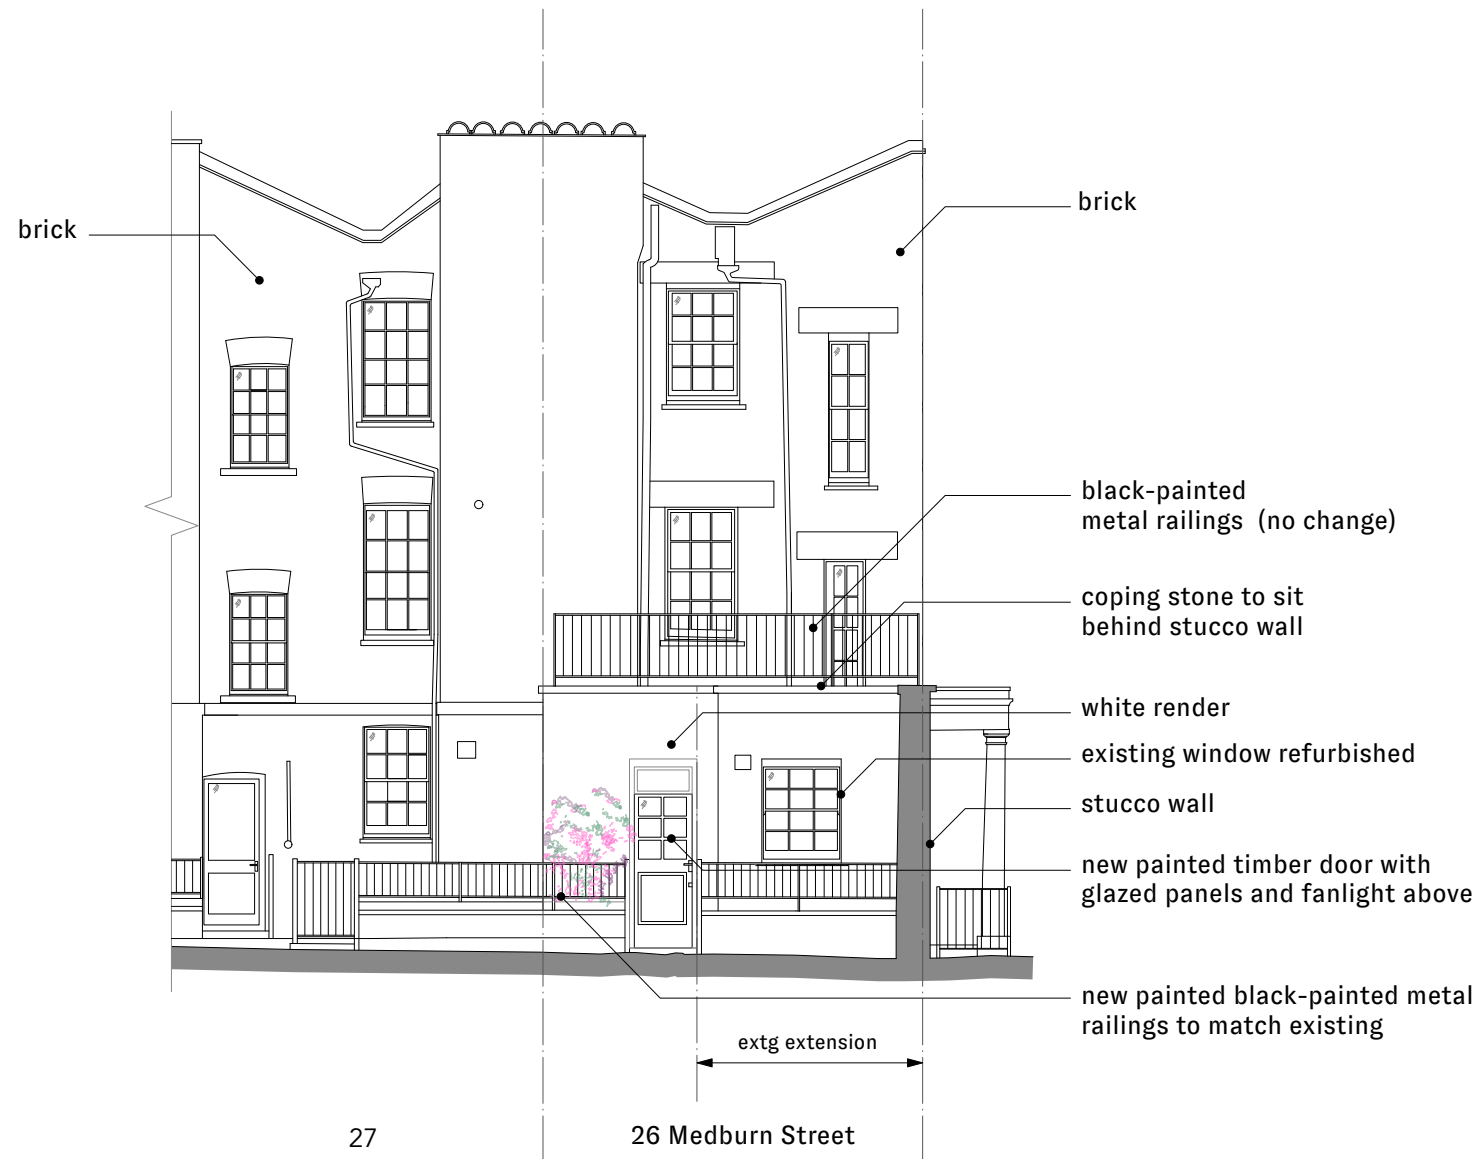 brick
brick
black-painted
metal railings (no change)
coping stone to sit
behind stucco wall
white render
existing window refurbished
stucco wall
new painted timber door with
glazed panels and fanlight above
new painted black-painted metal
railings to match existing
extg extension
27
26 Medburn Street